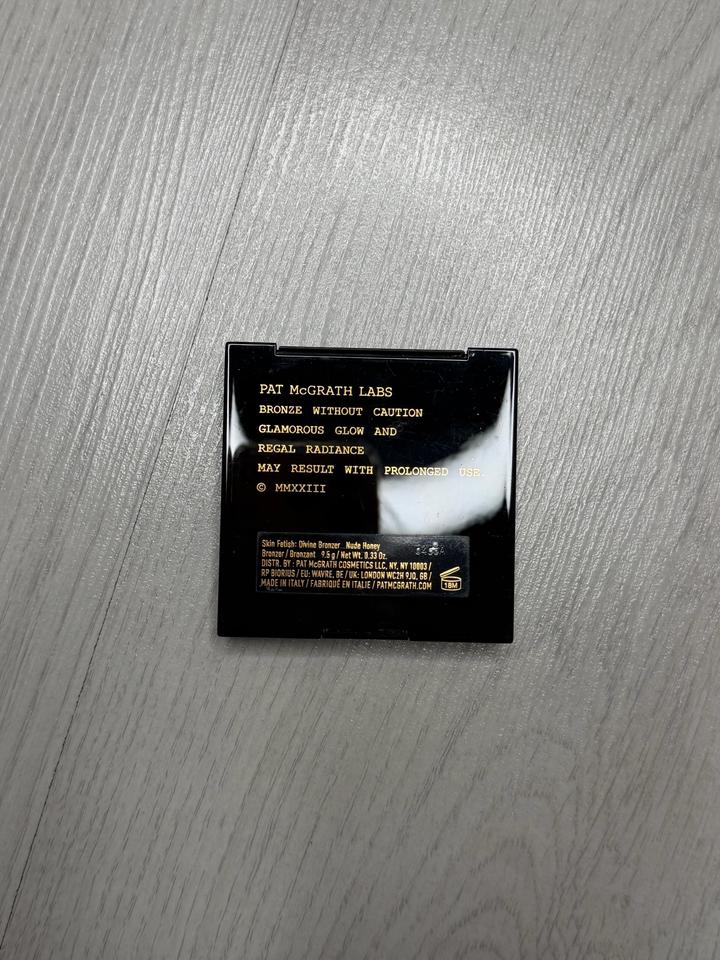 PAT McGRATH LABS
BRONZE WITHOUT CAUTION
GLAMOROUS GLOW AND
REGAL RADIANCE
MAY RESULT WITH PROLONGED USE.
© MMXXIII
Skin Fetish: Divine Bronzer Nude Honey
Bronzer / Bronzant 9.5 g / Net Wt. 0.33 Oz.
DISTR. BY : PAT McGRATH COSMETICS LLC, NY, NY 10003 /
RP BIORIUS / EU: WAVRE, BE / UK: LONDON WC2H 9JQ, GB /
MADE IN ITALY / FABRIQUÉ EN ITALIE / PATMCGRATH.COM
18M